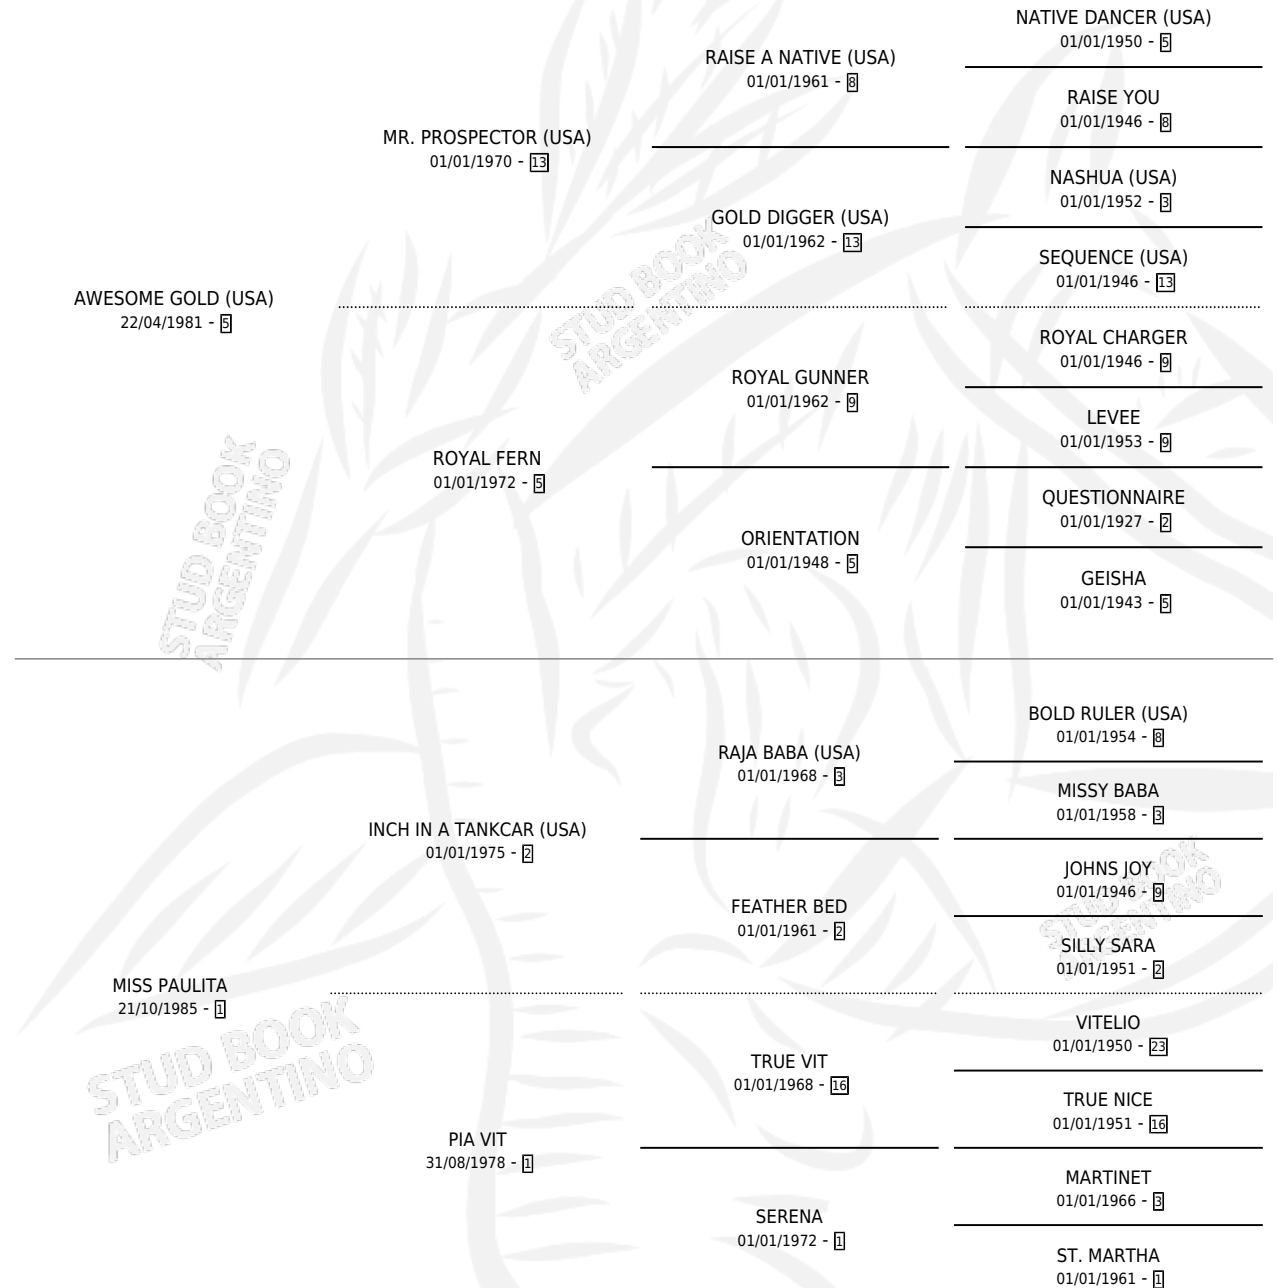 NATIVE DANCER (USA)
01/01/1950 - 5
RAISE A NATIVE (USA)
01/01/1961 - 8
RAISE YOU
01/01/1946 - 8
MR. PROSPECTOR (USA)
01/01/1970 - 13
NASHUA (USA)
01/01/1952 - 3
GOLD DIGGER (USA)
01/01/1962 - 13
SEQUENCE (USA)
01/01/1946 - 13
AWESOME GOLD (USA)
22/04/1981 - 5
ROYAL CHARGER
01/01/1946 - 9
ROYAL GUNNER
01/01/1962 - 9
LEVEE
01/01/1953 - 9
ROYAL FERN
01/01/1972 - 5
QUESTIONNAIRE
01/01/1927 - 2
ORIENTATION
01/01/1948 - 5
GEISHA
01/01/1943 - 5
BOLD RULER (USA)
01/01/1954 - 8
RAJA BABA (USA)
01/01/1968 - 3
MISSY BABA
01/01/1958 - 3
INCH IN A TANKCAR (USA)
01/01/1975 - 2
JOHNS JOY
01/01/1946 - 9
FEATHER BED
01/01/1961 - 2
SILLY SARA
01/01/1951 - 2
MISS PAULITA
21/10/1985 - 1
VITELIO
01/01/1950 - 23
TRUE VIT
01/01/1968 - 16
TRUE NICE
01/01/1951 - 16
PIA VIT
31/08/1978 - 1
MARTINET
01/01/1966 - 3
SERENA
01/01/1972 - 1
ST. MARTHA
01/01/1961 - 1
STUD BOOK
ARGENTINO
STUD BOOK
ARGENTINO
STUD BOOK
ARGENTINO
STUD BOOK
ARGENTINO